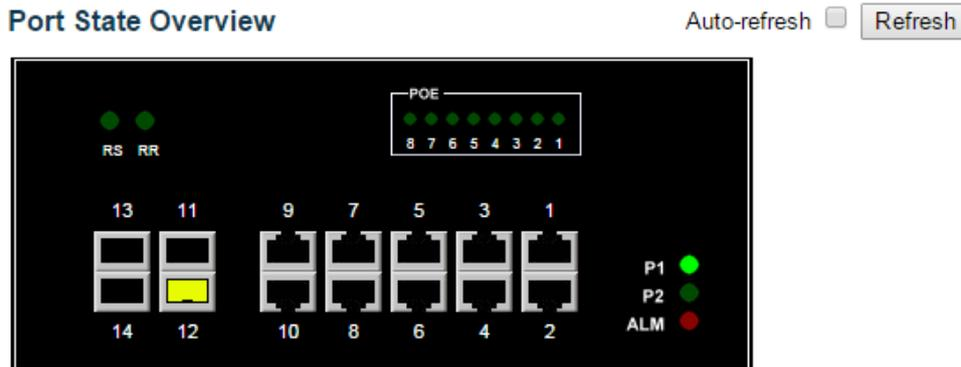 Port State Overview
Auto-refresh Refresh
POE
8 7 6 5 4 3 2 1
RS RR
13 11 9 7 5 3 1
P1
P2
ALM
14 12 10 8 6 4 2